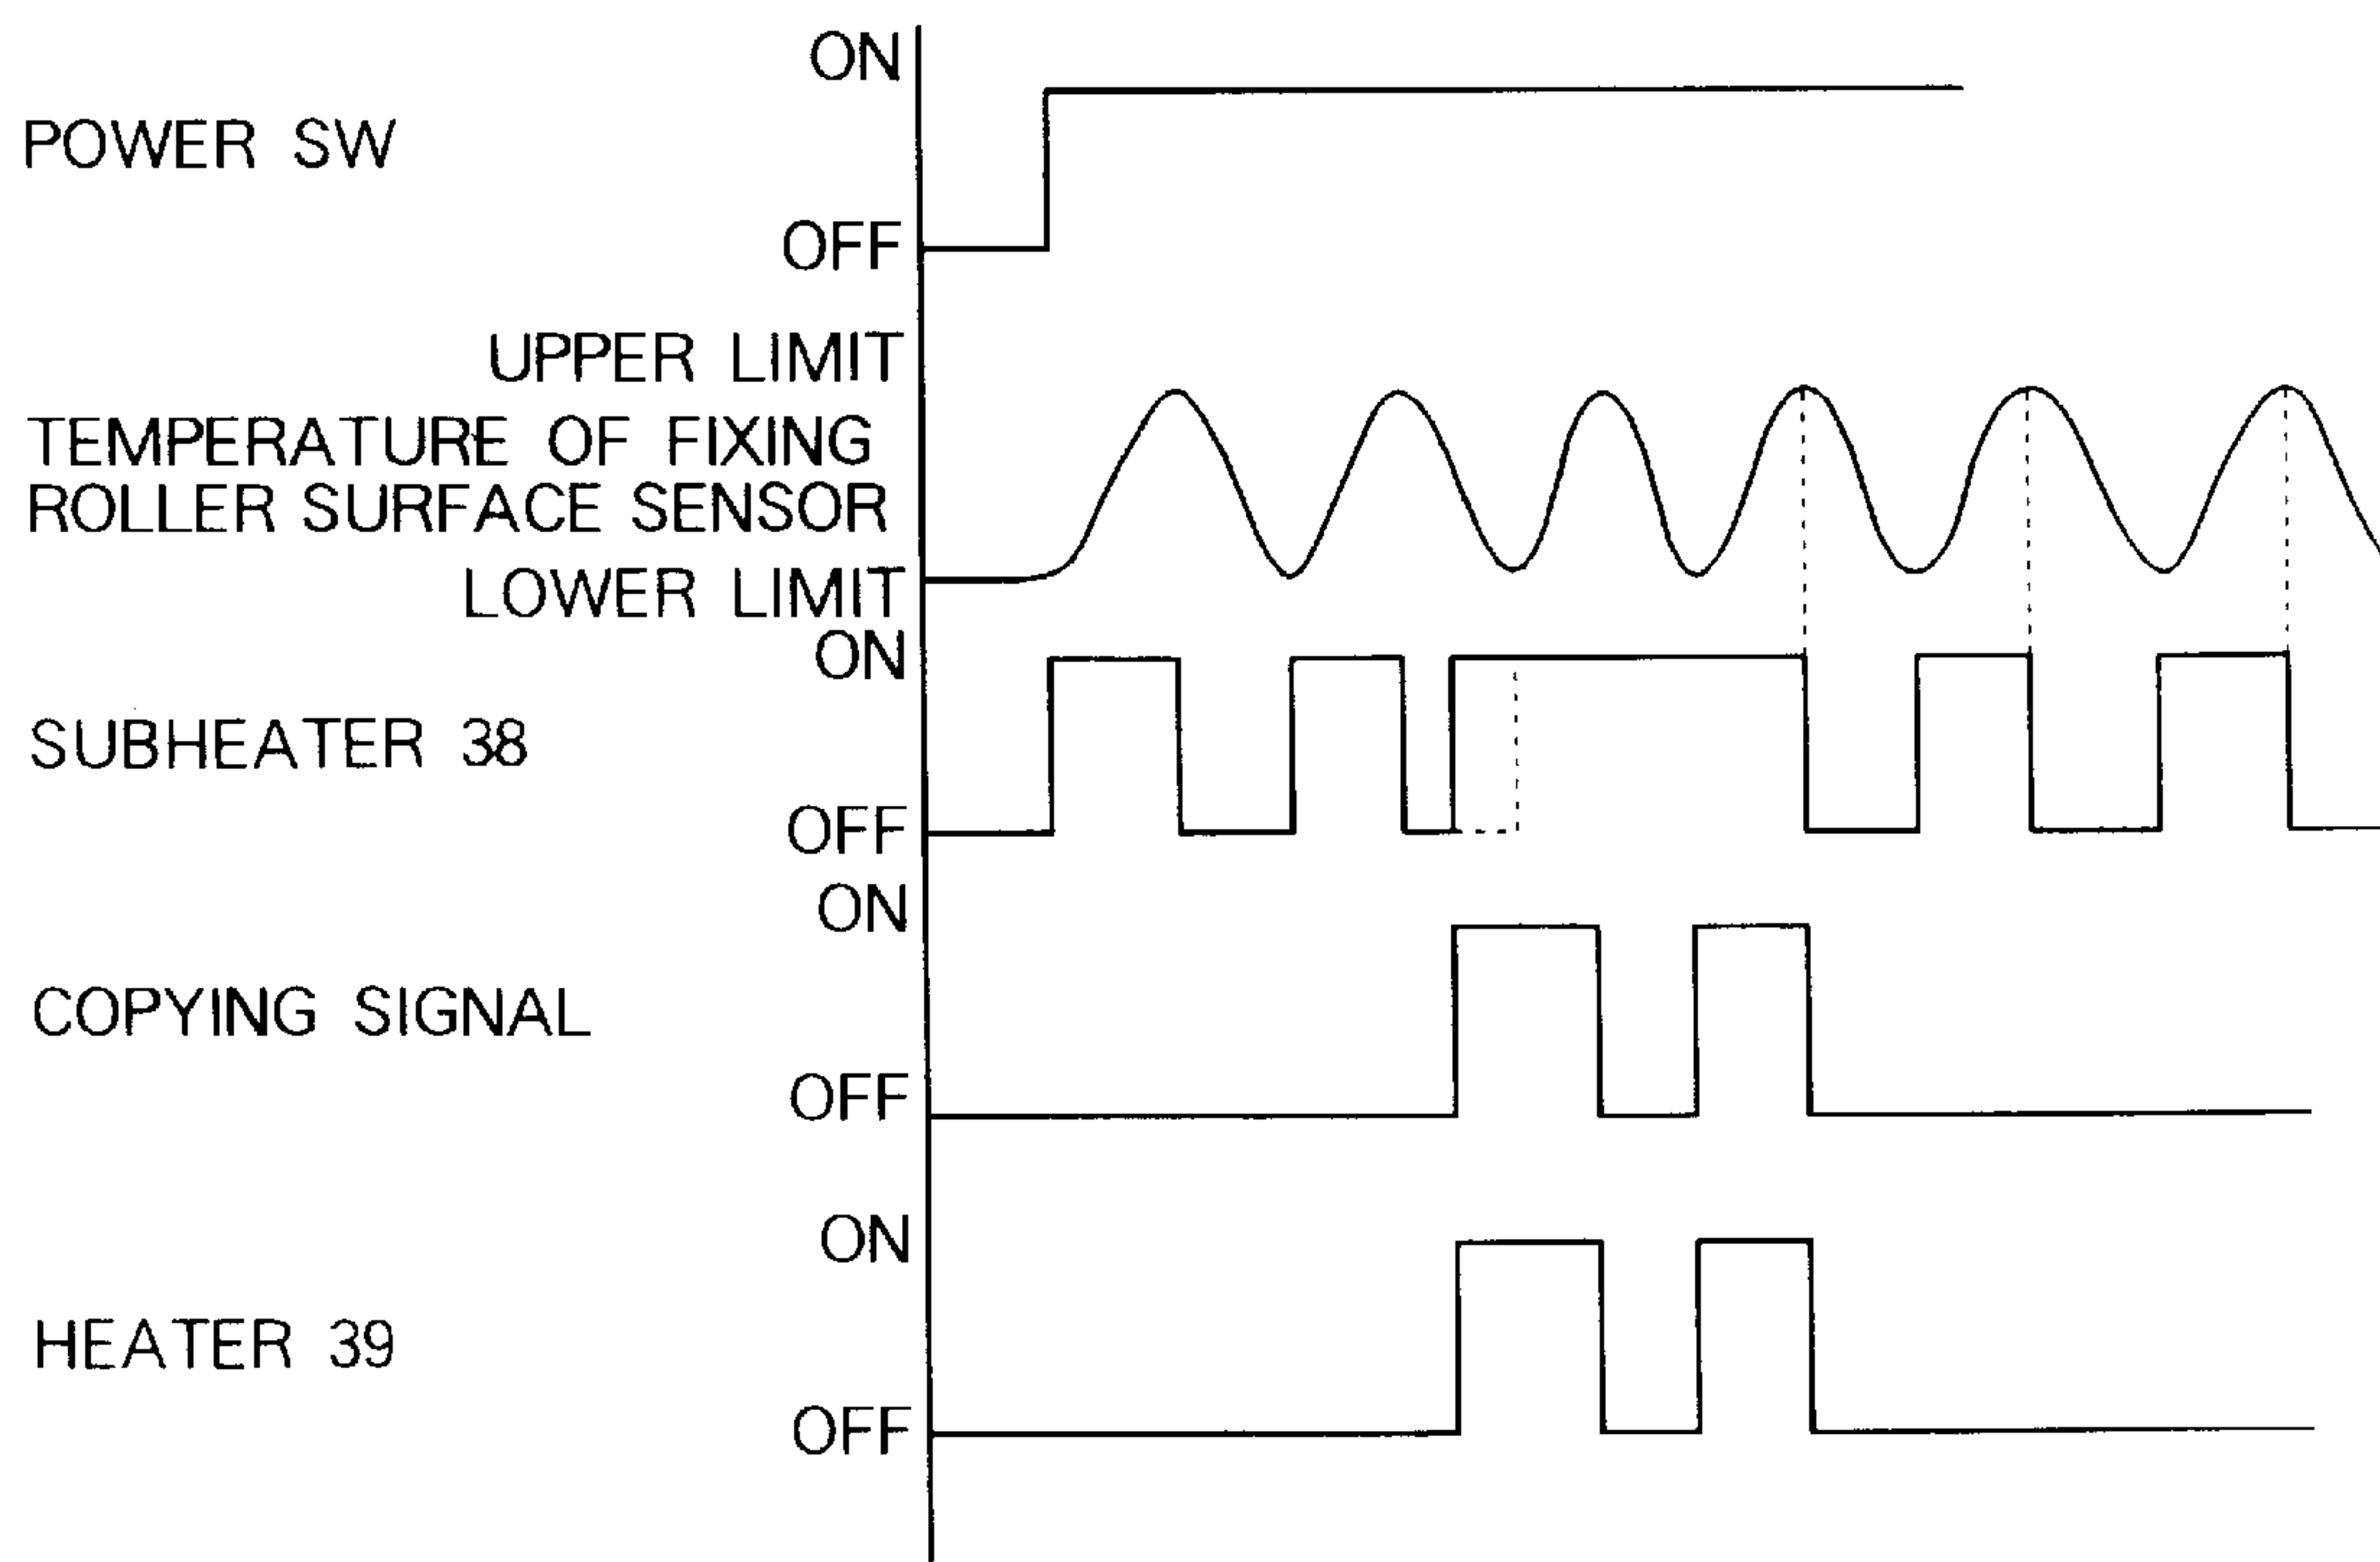 ON
POWER SW
OFF
UPPER LIMIT
TEMPERATURE OF FIXING
ROLLER SURFACE SENSOR
LOWER LIMIT
ON
SUBHEATER 38
OFF
ON
COPYING SIGNAL
OFF
ON
HEATER 39
OFF